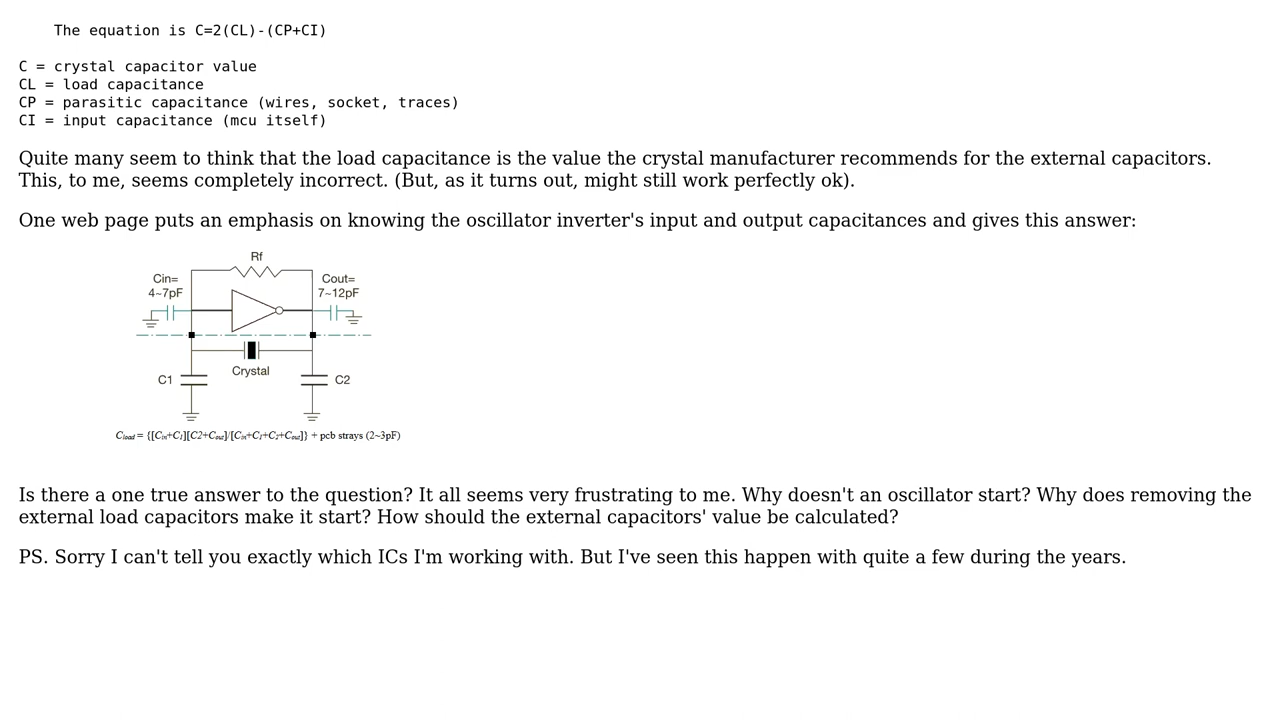 The equation is C=2(CL)-(CP+CI)
C = crystal capacitor value
CL = load capacitance
CP = parasitic capacitance (wires, socket, traces)
CI = input capacitance (mcu itself)
Quite many seem to think that the load capacitance is the value the crystal manufacturer recommends for the external capacitors.
This, to me, seems completely incorrect. (But, as it turns out, might still work perfectly ok).
One web page puts an emphasis on knowing the oscillator inverter's input and output capacitances and gives this answer:
Rf
Cin=
4~7pF
Cout=
7~12pF
Crystal
C1
C2
Cload = {[Cin+C1][C2+Cout]/[Cin+C1+C2+Cout]} + pcb strays (2~3pF)
Is there a one true answer to the question? It all seems very frustrating to me. Why doesn't an oscillator start? Why does removing the
external load capacitors make it start? How should the external capacitors' value be calculated?
PS. Sorry I can't tell you exactly which ICs I'm working with. But I've seen this happen with quite a few during the years.